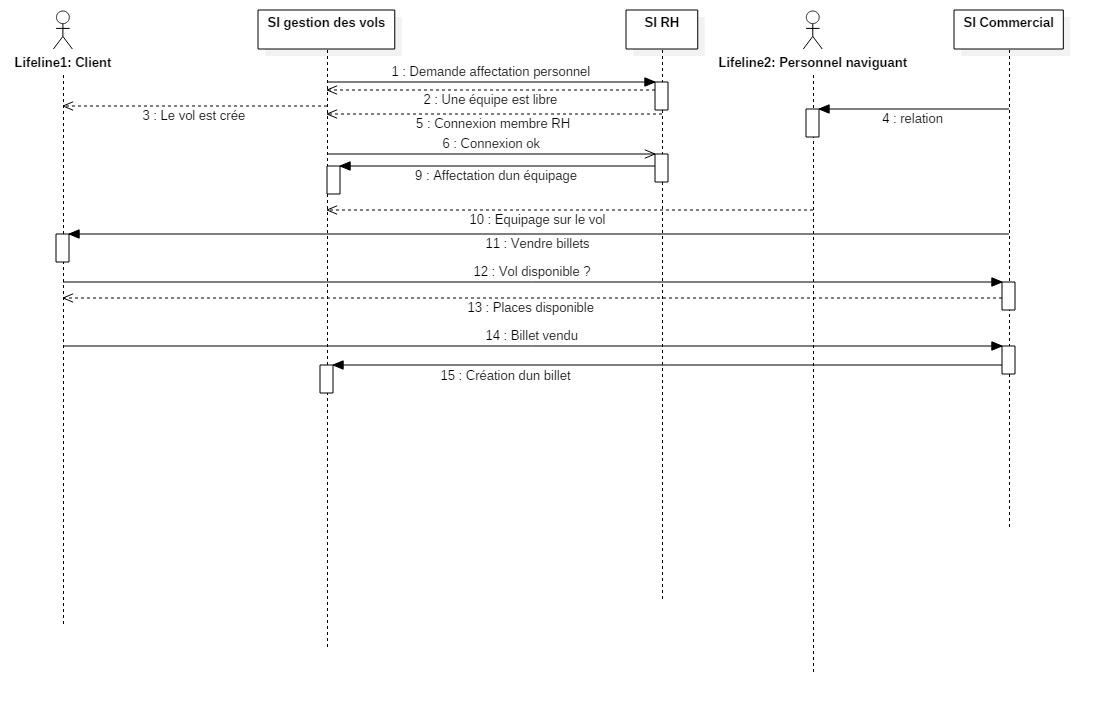 SI gestion des vols
SI RH
SI Commercial
Lifeline1: Client
Lifeline2: Personnel naviguant
1 : Demande affectation personnel
2 : Une équipe est libre
3 : Le vol est crée
4 : relation
5 : Connexion membre RH
6 : Connexion ok
9 : Affectation dun équipage
10 : Equipage sur le vol
11 : Vendre billets
12 : Vol disponible ?
13 : Places disponible
14 : Billet vendu
15 : Création dun billet